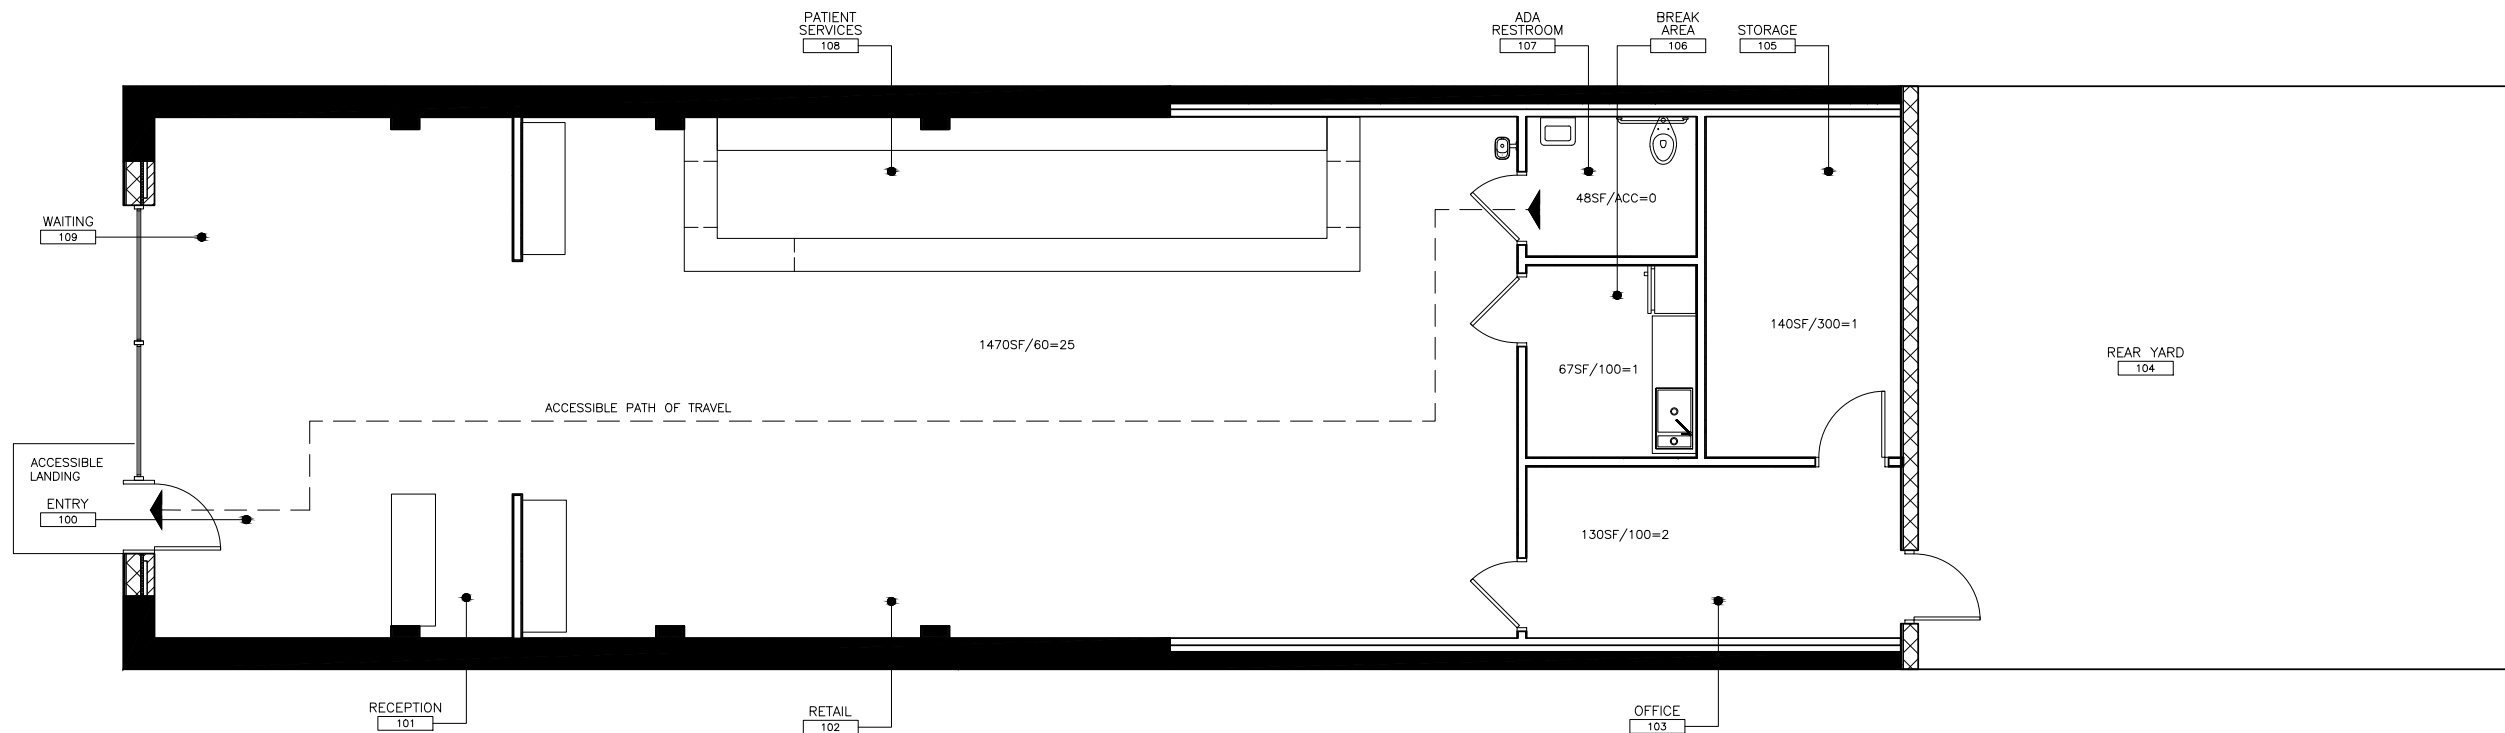 PATIENT
SERVICES
108
ADA
RESTROOM
107
BREAK
AREA
106
STORAGE
105
48SF/ACC=0
WAITING
109
140SF/300=1
1470SF/60=25
REAR YARD
104
67SF/100=1
ACCESSIBLE PATH OF TRAVEL
ACCESSIBLE
LANDING
ENTRY
100
130SF/100=2
RECEPTION
101
RETAIL
102
OFFICE
103